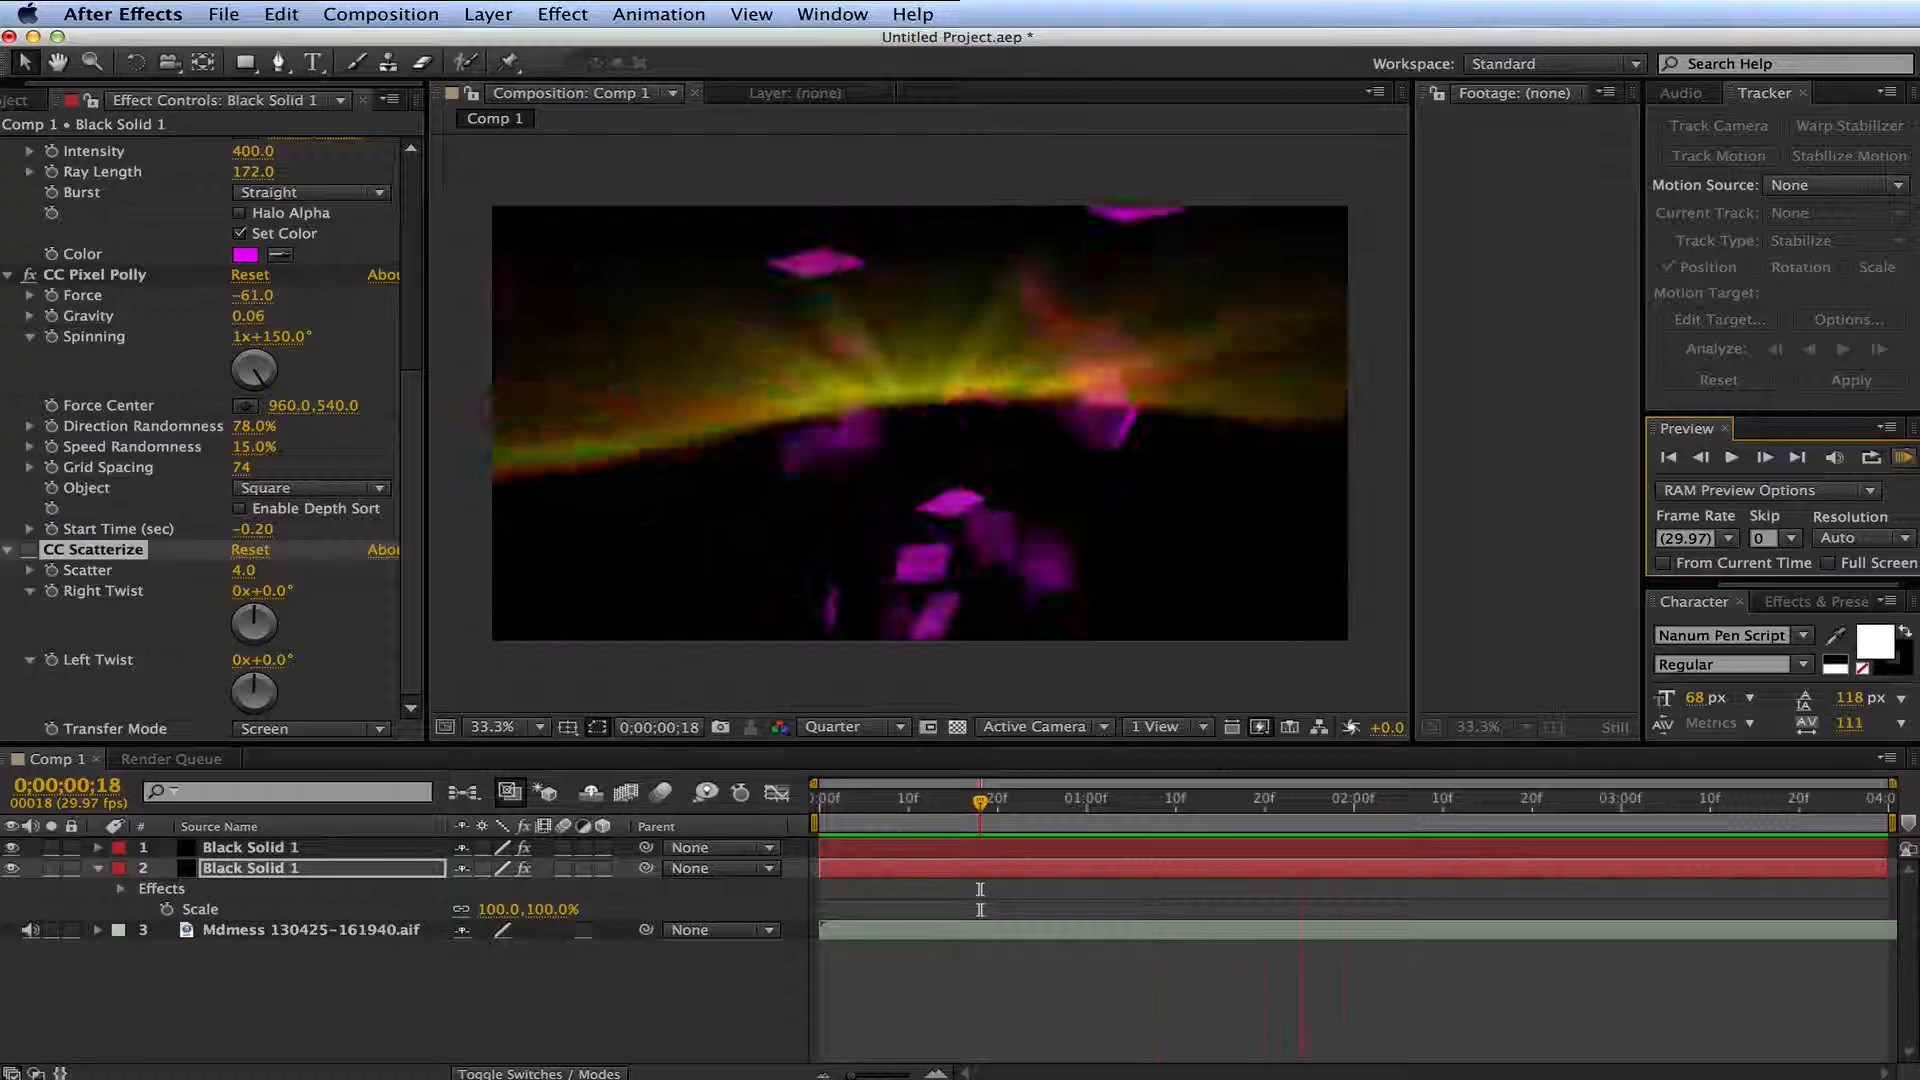 After Effects File Edit Composition Layer Effect Animation View Window Help
Untitled Project.aep *
Workspace: Standard Search Help
Effect Controls: Black Solid 1
Composition: Comp 1 Layer: (none) Footage: (none) Audio Tracker
Comp 1 • Black Solid 1
Comp 1
Intensity 400.0
Ray Length 172.0
Burst Straight
Halo Alpha
Set Color
Color
CC Pixel Polly Reset
Force -61.0
Gravity 0.06
Spinning 1x+150.0°
Force Center 960.0,540.0
Direction Randomness 78.0%
Speed Randomness 15.0%
Grid Spacing 74
Object Square
Enable Depth Sort
Start Time (sec) -0.20
CC Scatterize Reset
Scatter 4.0
Right Twist 0x+0.0°
Left Twist 0x+0.0°
Transfer Mode Screen
33.3% 0;00;00;18 Quarter Active Camera 1 View +0.0
33.3% Still
Track Camera Warp Stabilizer
Track Motion Stabilize Motion
Motion Source: None
Current Track: None
Track Type: Stabilize
Position Rotation Scale
Motion Target:
Edit Target... Options...
Analyze:
Reset Apply
Preview
RAM Preview Options
Frame Rate Skip Resolution
(29.97) 0 Auto
From Current Time Full Screen
Character Effects & Prese
Nanum Pen Script
Regular
68 px 118 px
Metrics 111
Comp 1 Render Queue
0;00;00;18
00018 (29.97 fps)
:00f 10f 20f 01:00f 10f 20f 02:00f 10f 20f 03:00f 10f 20f 04:0
# Source Name Parent
1 Black Solid 1 None
2 Black Solid 1 None
Effects
Scale 100.0,100.0%
3 Mdmess 130425-161940.aif None
Toggle Switches / Modes